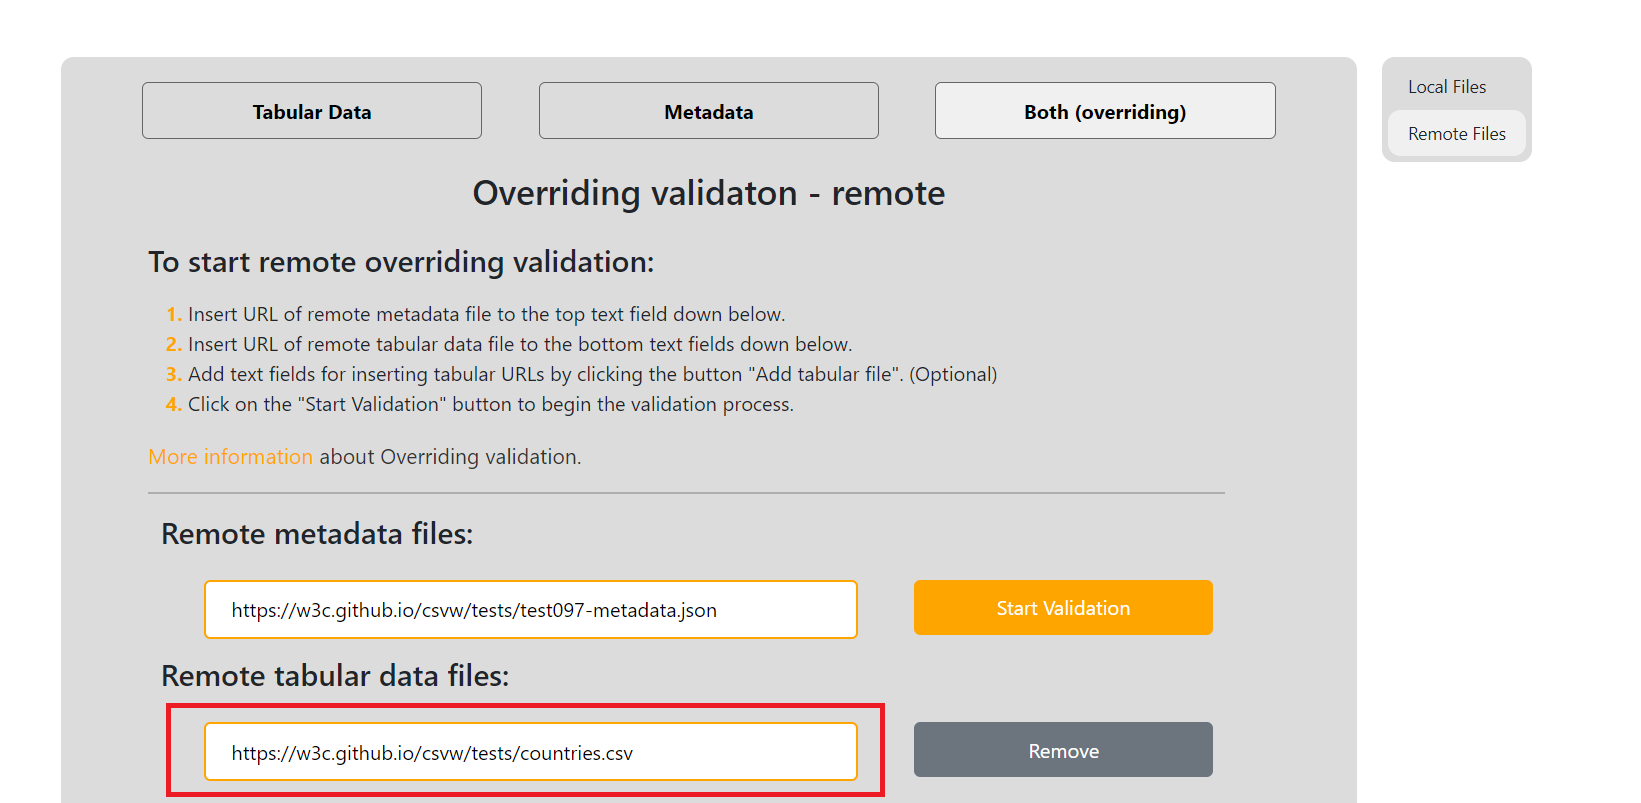 Tabular Data
Metadata
Both (overriding)
Local Files
Remote Files
Overriding validaton - remote
To start remote overriding validation:
1. Insert URL of remote metadata file to the top text field down below.
2. Insert URL of remote tabular data file to the bottom text fields down below.
3. Add text fields for inserting tabular URLs by clicking the button "Add tabular file". (Optional)
4. Click on the "Start Validation" button to begin the validation process.
More information about Overriding validation.
Remote metadata files:
https://w3c.github.io/csvw/tests/test097-metadata.json
Start Validation
Remote tabular data files:
https://w3c.github.io/csvw/tests/countries.csv
Remove